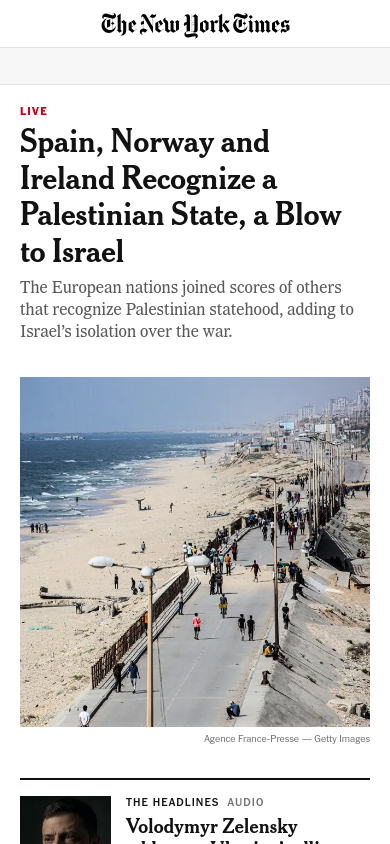 The New York Times
LIVE
Spain, Norway and
Ireland Recognize a
Palestinian State, a Blow
to Israel
The European nations joined scores of others
that recognize Palestinian statehood, adding to
Israel’s isolation over the war.
Agence France-Presse — Getty Images
THE HEADLINES AUDIO
Volodymyr Zelensky